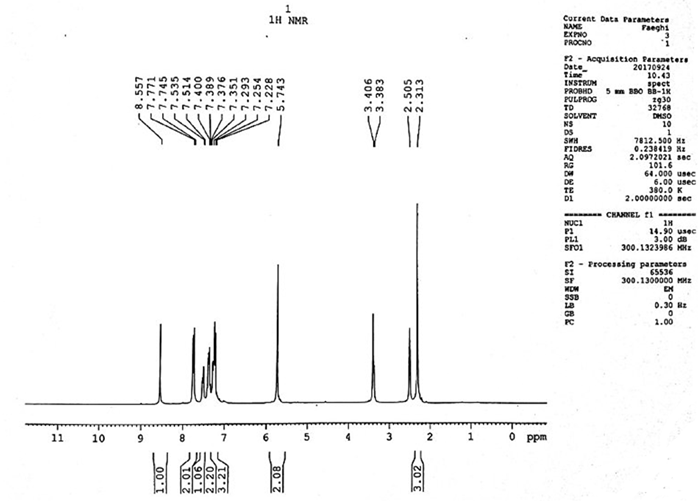 1
1H NMR
8.557
7.771
7.745
7.535
7.514
7.400
7.389
7.376
7.351
7.293
7.254
7.228
5.743
3.406
3.383
2.505
2.313
11 10 9 8 7 6 5 4 3 2 1 0 ppm
1.00
2.01
1.06
2.20
3.21
2.08
3.02
Current Data Parameters
NAME Faeghi
EXPNO 3
PROCNO 1
F2 - Acquisition Parameters
Date_ 20170924
Time 10.43
INSTRUM spect
PROBHD 5 mm BBO BB-1H
PULPROG zg30
TD 32768
SOLVENT DMSO
NS 10
DS 1
SWH 7812.500 Hz
FIDRES 0.238419 Hz
AQ 2.0972021 sec
RG 101.6
DW 64.000 usec
DE 6.00 usec
TE 380.0 K
D1 2.00000000 sec
======== CHANNEL f1 ========
NUC1 1H
P1 14.90 usec
PL1 3.00 dB
SFO1 300.1323986 MHz
F2 - Processing parameters
SI 65536
SF 300.1300000 MHz
WDW EM
SSB 0
LB 0.30 Hz
GB 0
PC 1.00